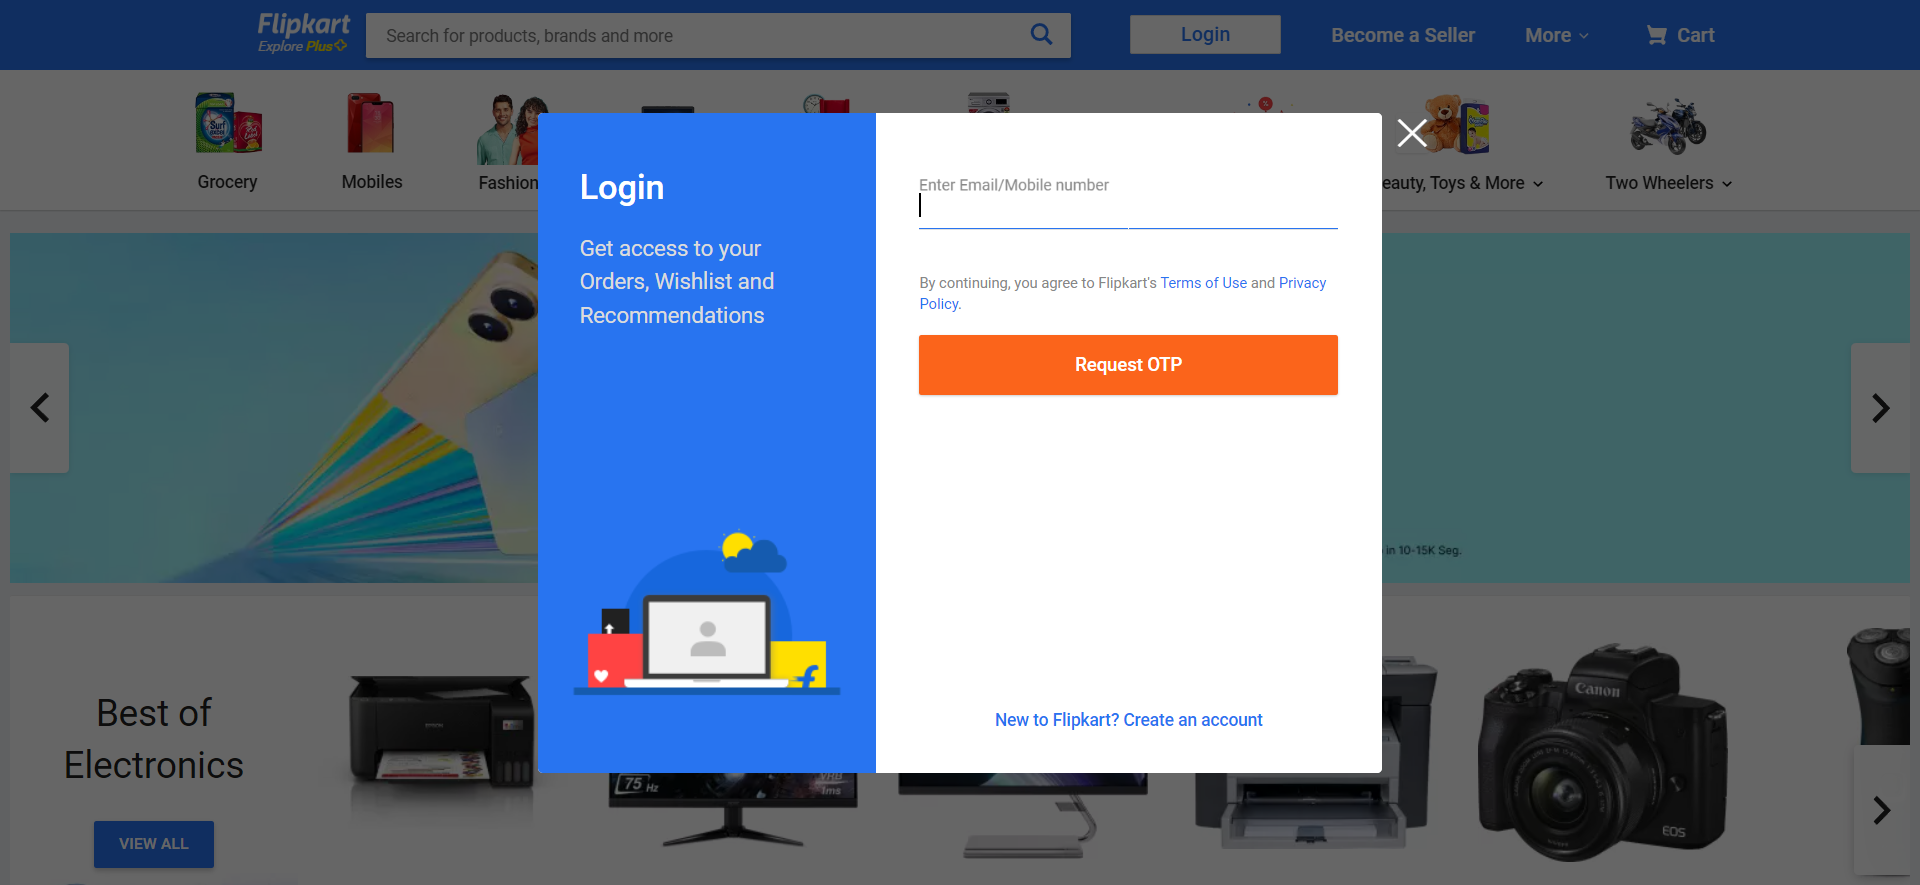 Flipkart
Explore Plus
Search for products, brands and more
Login
Become a Seller
More
Cart
Grocery
Mobiles
Fashion
eauty, Toys & More
Two Wheelers
Login
Get access to your
Orders, Wishlist and
Recommendations
Enter Email/Mobile number
By continuing, you agree to Flipkart's Terms of Use and Privacy
Policy.
Request OTP
New to Flipkart? Create an account
in 10-15K Seg.
Best of
Electronics
VIEW ALL
EPSON
75 Hz
VRB
1ms
Canon
EOS